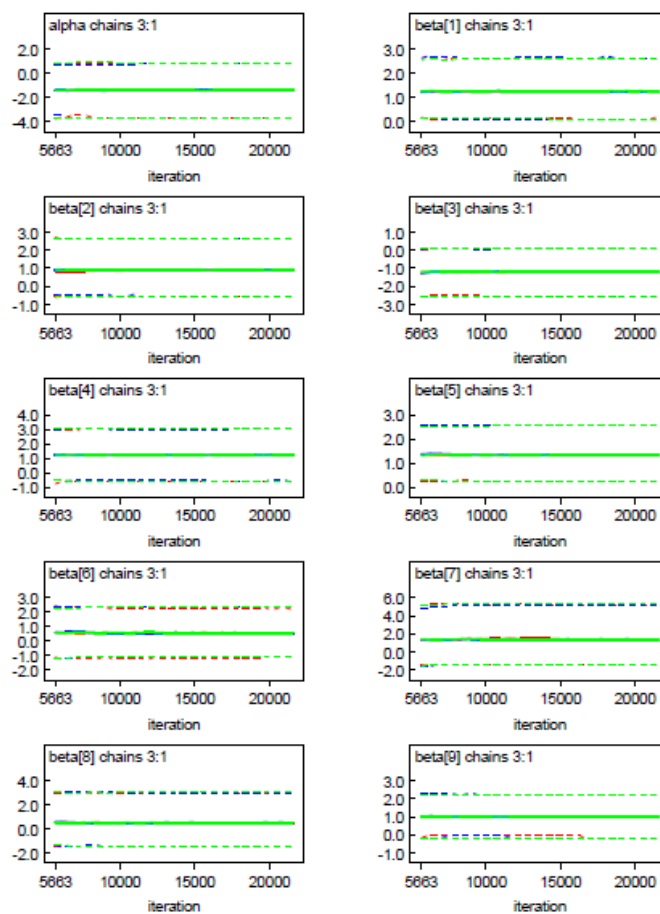 alpha chains 3:1
2.0
0.0
-2.0
-4.0
5663 10000 15000 20000
iteration
beta[1] chains 3:1
3.0
2.0
1.0
0.0
5663 10000 15000 20000
iteration
beta[2] chains 3:1
3.0
2.0
1.0
0.0
-1.0
5663 10000 15000 20000
iteration
beta[3] chains 3:1
1.0
0.0
-1.0
-2.0
-3.0
5663 10000 15000 20000
iteration
beta[4] chains 3:1
4.0
3.0
2.0
1.0
0.0
-1.0
5663 10000 15000 20000
iteration
beta[5] chains 3:1
3.0
2.0
1.0
0.0
5663 10000 15000 20000
iteration
beta[6] chains 3:1
3.0
2.0
1.0
0.0
-1.0
-2.0
5663 10000 15000 20000
iteration
beta[7] chains 3:1
6.0
4.0
2.0
0.0
-2.0
5663 10000 15000 20000
iteration
beta[8] chains 3:1
4.0
2.0
0.0
-2.0
5663 10000 15000 20000
iteration
beta[9] chains 3:1
3.0
2.0
1.0
0.0
-1.0
5663 10000 15000 20000
iteration